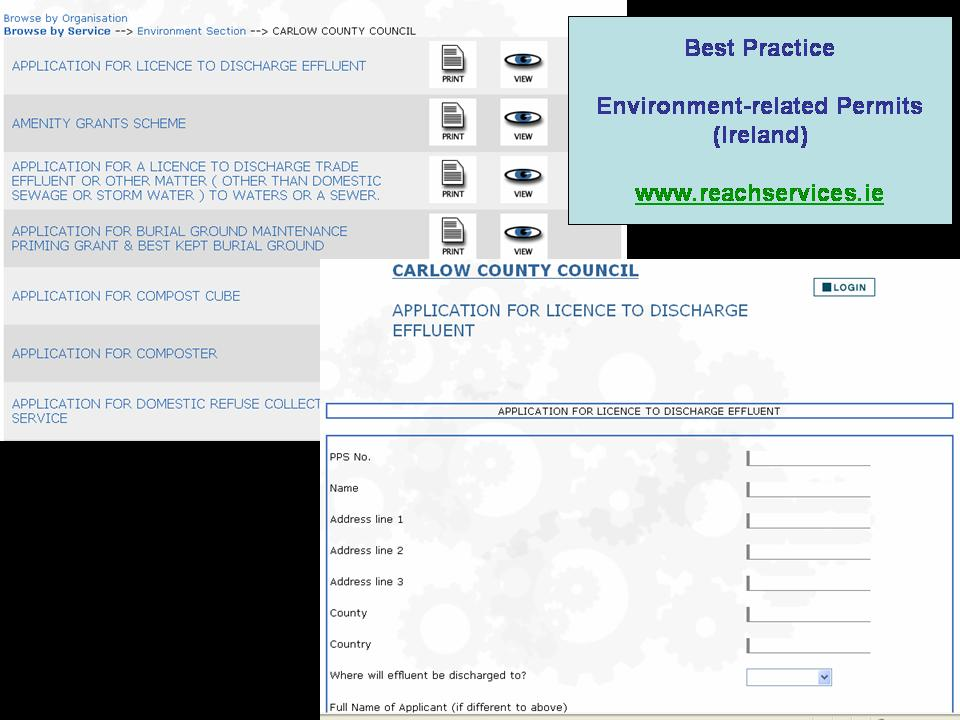 Browse by Organisation
Browse by Service --> Environment Section --> CARLOW COUNTY COUNCIL
APPLICATION FOR LICENCE TO DISCHARGE EFFLUENT
PRINT
VIEW
AMENITY GRANTS SCHEME
PRINT
VIEW
APPLICATION FOR A LICENCE TO DISCHARGE TRADE
EFFLUENT OR OTHER MATTER ( OTHER THAN DOMESTIC
SEWAGE OR STORM WATER ) TO WATERS OR A SEWER.
PRINT
VIEW
APPLICATION FOR BURIAL GROUND MAINTENANCE
PRIMING GRANT & BEST KEPT BURIAL GROUND
PRINT
VIEW
APPLICATION FOR COMPOST CUBE
APPLICATION FOR COMPOSTER
APPLICATION FOR DOMESTIC REFUSE COLLECT
SERVICE
Best Practice
Environment-related Permits
(Ireland)
www.reachservices.ie
CARLOW COUNTY COUNCIL
LOGIN
APPLICATION FOR LICENCE TO DISCHARGE
EFFLUENT
APPLICATION FOR LICENCE TO DISCHARGE EFFLUENT
PPS No.
Name
Address line 1
Address line 2
Address line 3
County
Country
Where will effluent be discharged to?
Full Name of Applicant (if different to above)